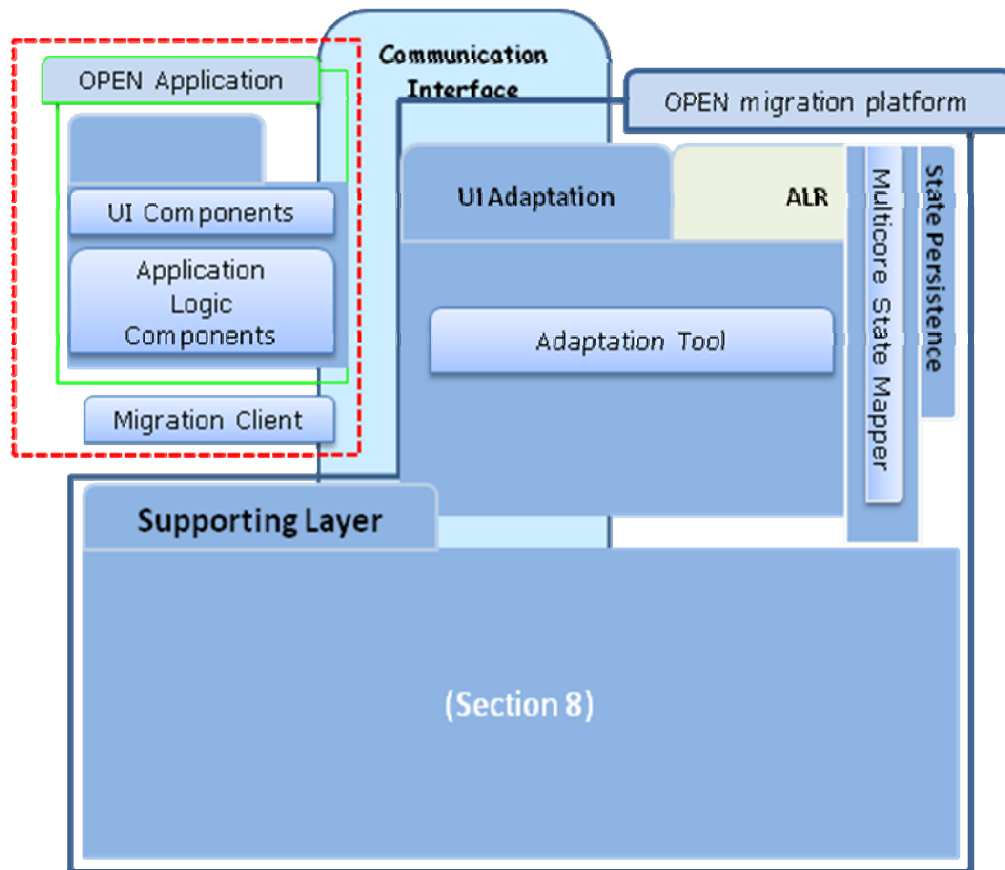 Communication
Interface
OPEN Application
OPEN migration platform
UI Components
Application
Logic
Components
Migration Client
UI Adaptation
ALR
Multicore State Mapper
State Persistence
Adaptation Tool
Supporting Layer
(Section 8)